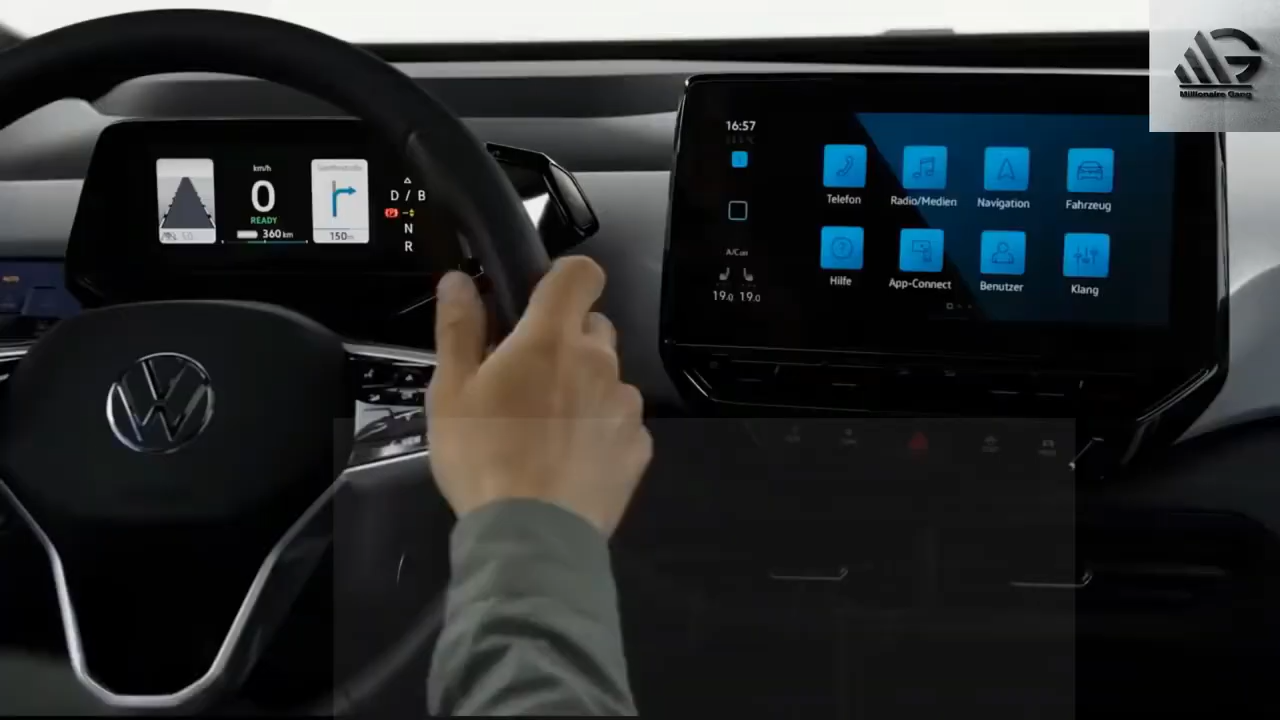 Millionaire Gang
16:57
km/h
0
READY
360 km
150 m
D / B
N
R
Telefon
Radio/Medien
Navigation
Fahrzeug
Hilfe
App-Connect
Benutzer
Klang
19.0 19.0